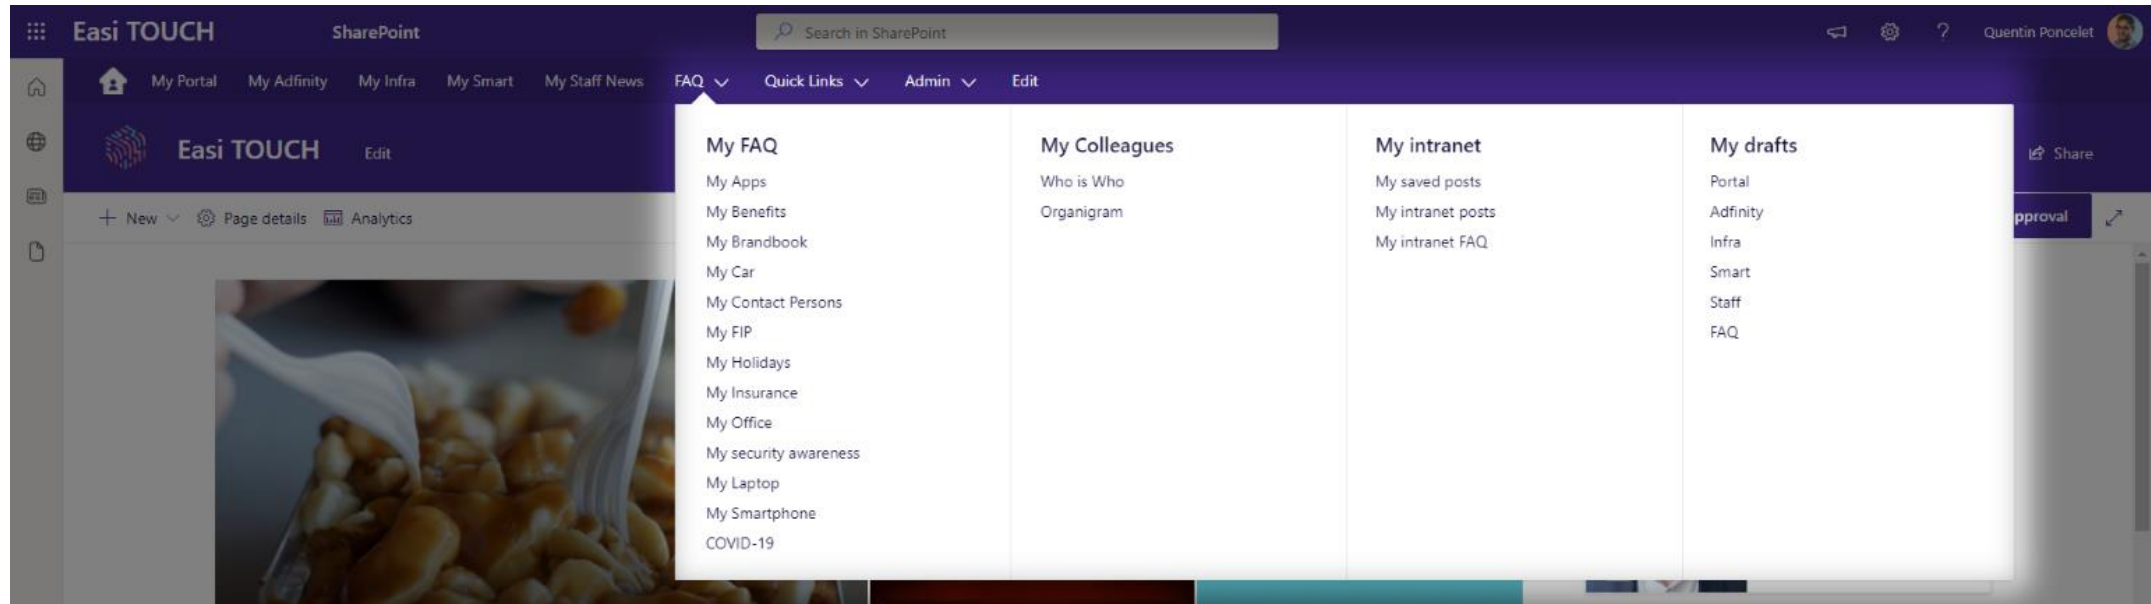 Easi TOUCH SharePoint Search in SharePoint ? Quentin Poncelet
My Portal My Adfinity My Infra My Smart My Staff News FAQ Quick Links Admin Edit
Easi TOUCH Edit Share
+ New Page details Analytics pproval
My FAQ
My Apps
My Benefits
My Brandbook
My Car
My Contact Persons
My FIP
My Holidays
My Insurance
My Office
My security awareness
My Laptop
My Smartphone
COVID-19
My Colleagues
Who is Who
Organigram
My intranet
My saved posts
My intranet posts
My intranet FAQ
My drafts
Portal
Adfinity
Infra
Smart
Staff
FAQ